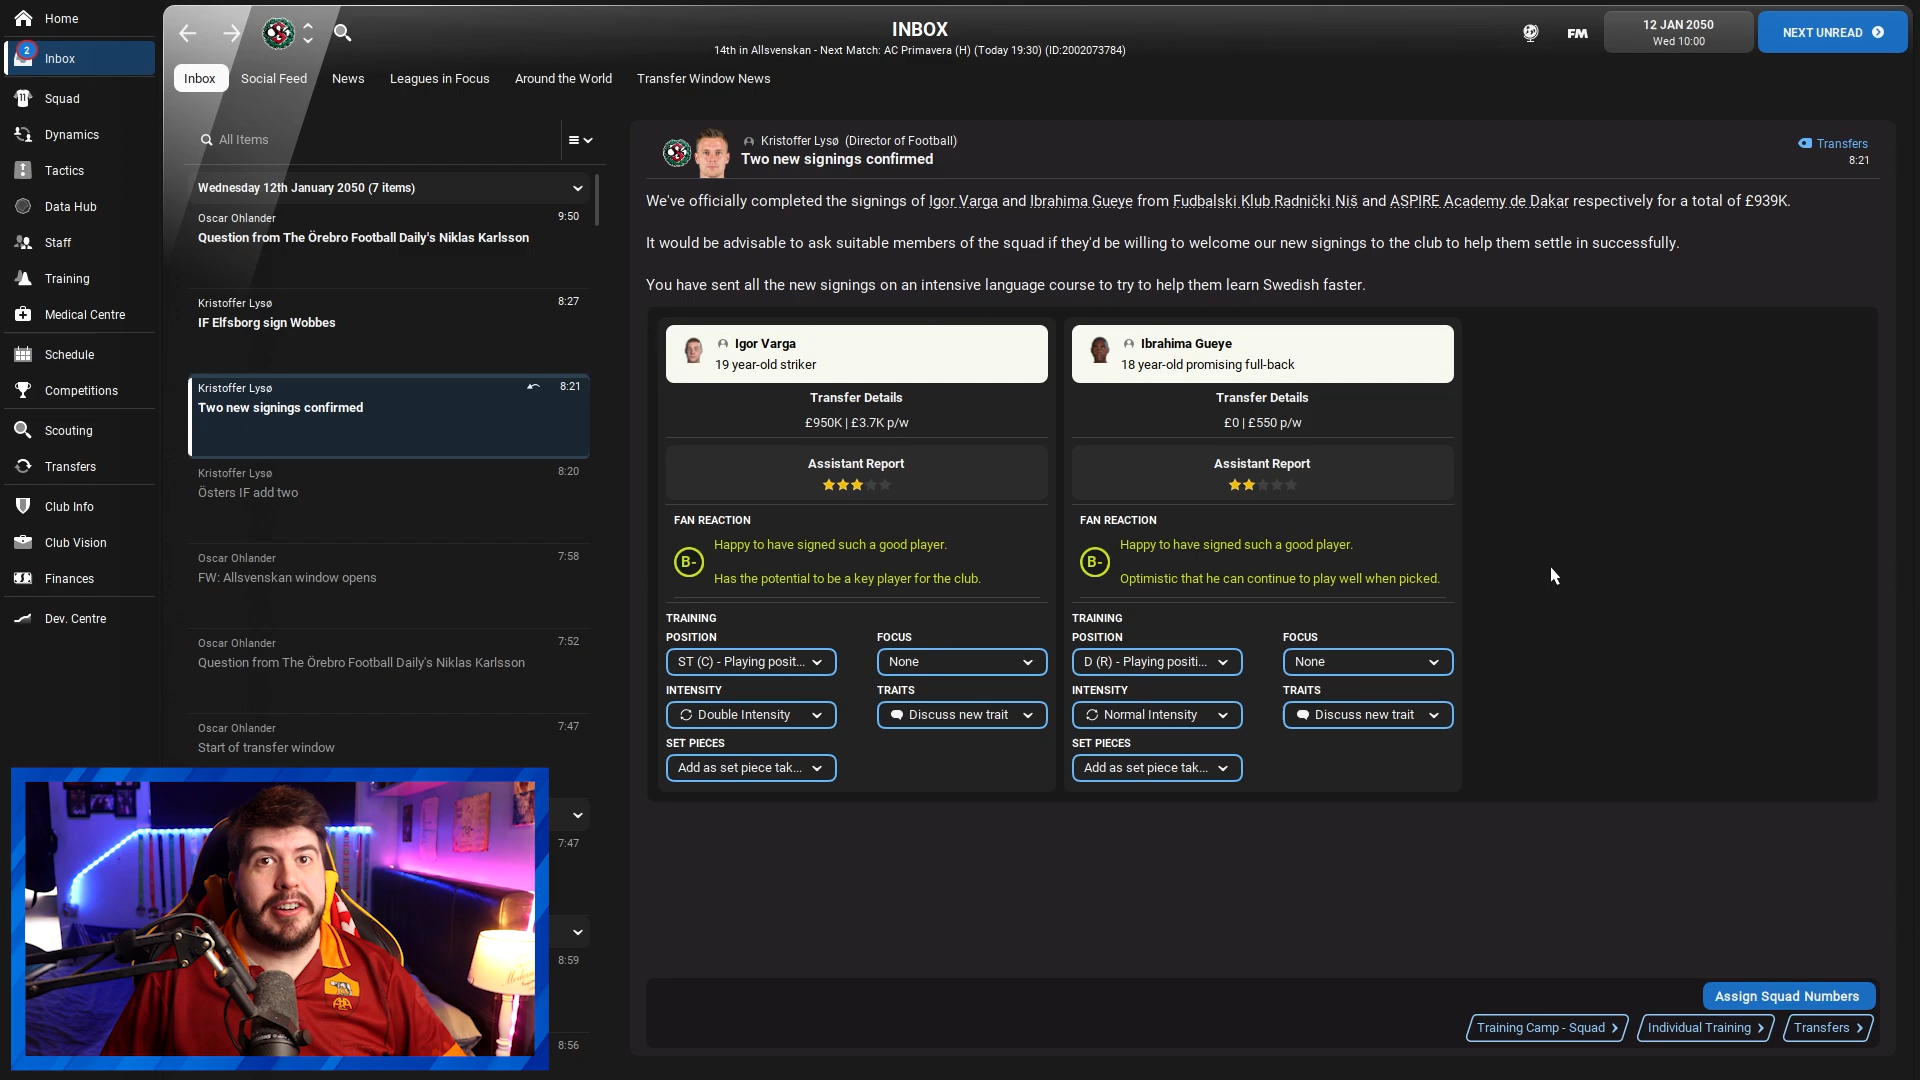 Home
2
Inbox
Squad
Dynamics
Tactics
Data Hub
Staff
Training
Medical Centre
Schedule
Competitions
Scouting
Transfers
Club Info
Club Vision
Finances
Dev. Centre
INBOX
14th in Allsvenskan - Next Match: AC Primavera (H) (Today 19:30) (ID:2002073784)
FM
12 JAN 2050
Wed 10:00
NEXT UNREAD
Inbox
Social Feed
News
Leagues in Focus
Around the World
Transfer Window News
All Items
Wednesday 12th January 2050 (7 items)
Oscar Ohlander
9:50
Question from The Örebro Football Daily's Niklas Karlsson
Kristoffer Lysø
8:27
IF Elfsborg sign Wobbes
Kristoffer Lysø
8:21
Two new signings confirmed
Kristoffer Lysø
8:20
Östers IF add two
Oscar Ohlander
7:58
FW: Allsvenskan window opens
Oscar Ohlander
7:52
Question from The Örebro Football Daily's Niklas Karlsson
Oscar Ohlander
7:47
Start of transfer window
7:47
8:59
8:56
Kristoffer Lysø (Director of Football)
Two new signings confirmed
Transfers
8:21
We've officially completed the signings of Igor Varga and Ibrahima Gueye from Fudbalski Klub Radnički Niš and ASPIRE Academy de Dakar respectively for a total of £939K.
It would be advisable to ask suitable members of the squad if they'd be willing to welcome our new signings to the club to help them settle in successfully.
You have sent all the new signings on an intensive language course to try to help them learn Swedish faster.
Igor Varga
19 year-old striker
Transfer Details
£950K | £3.7K p/w
Assistant Report
FAN REACTION
B-
Happy to have signed such a good player.
Has the potential to be a key player for the club.
TRAINING
POSITION
FOCUS
ST (C) - Playing posit...
None
INTENSITY
TRAITS
Double Intensity
Discuss new trait
SET PIECES
Add as set piece tak...
Ibrahima Gueye
18 year-old promising full-back
Transfer Details
£0 | £550 p/w
Assistant Report
FAN REACTION
B-
Happy to have signed such a good player.
Optimistic that he can continue to play well when picked.
TRAINING
POSITION
FOCUS
D (R) - Playing positi...
None
INTENSITY
TRAITS
Normal Intensity
Discuss new trait
SET PIECES
Add as set piece tak...
Assign Squad Numbers
Training Camp - Squad
Individual Training
Transfers